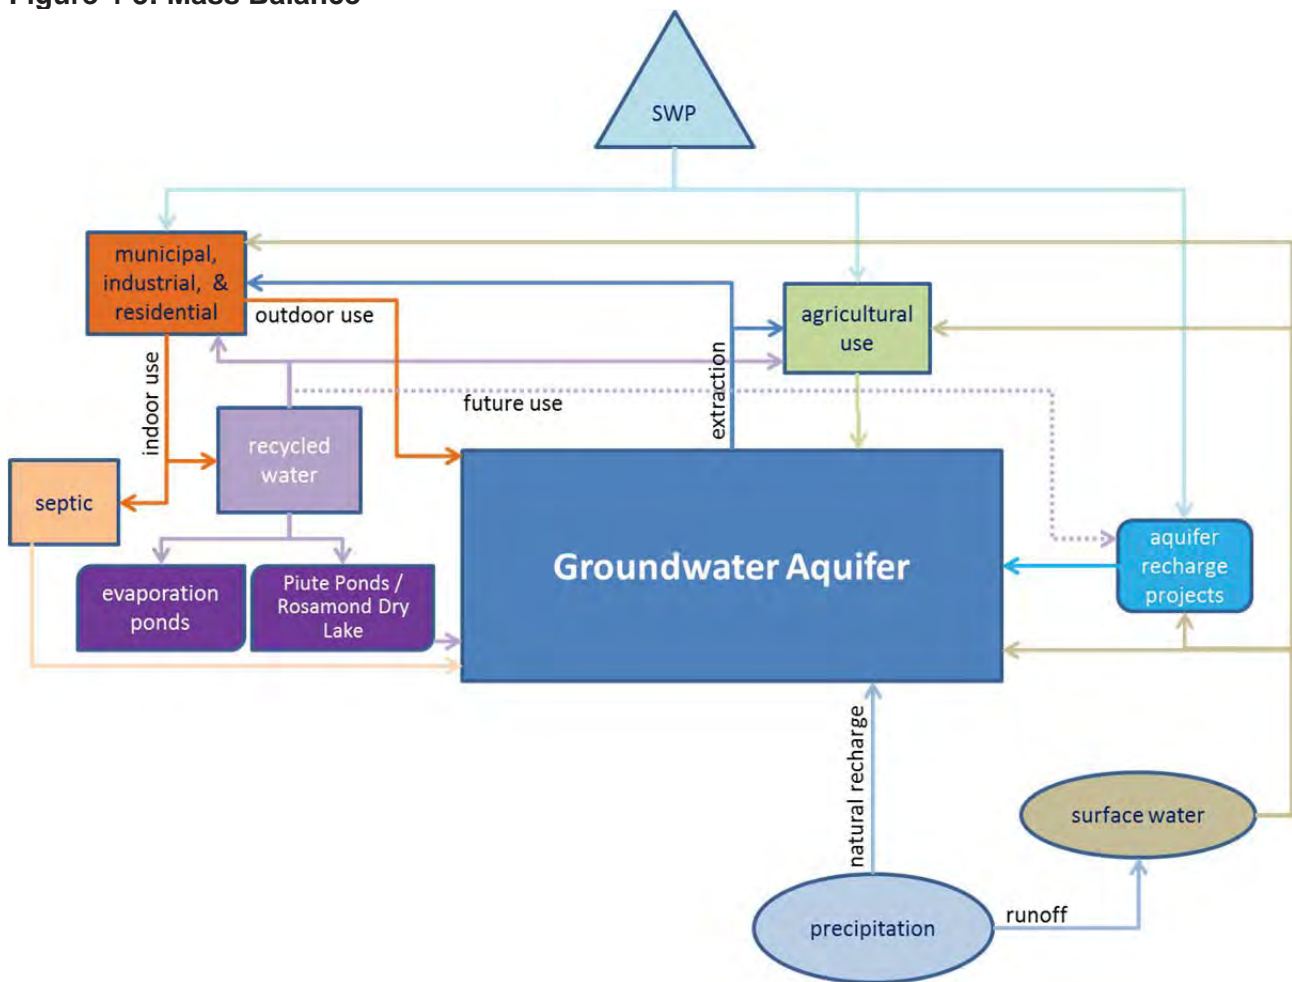 SWP
municipal,
industrial, &
residential
outdoor use
agricultural
use
indoor use
extraction
future use
recycled
water
septic
Groundwater Aquifer
aquifer
recharge
projects
evaporation
ponds
Piute Ponds /
Rosamond Dry
Lake
natural recharge
surface water
precipitation
runoff